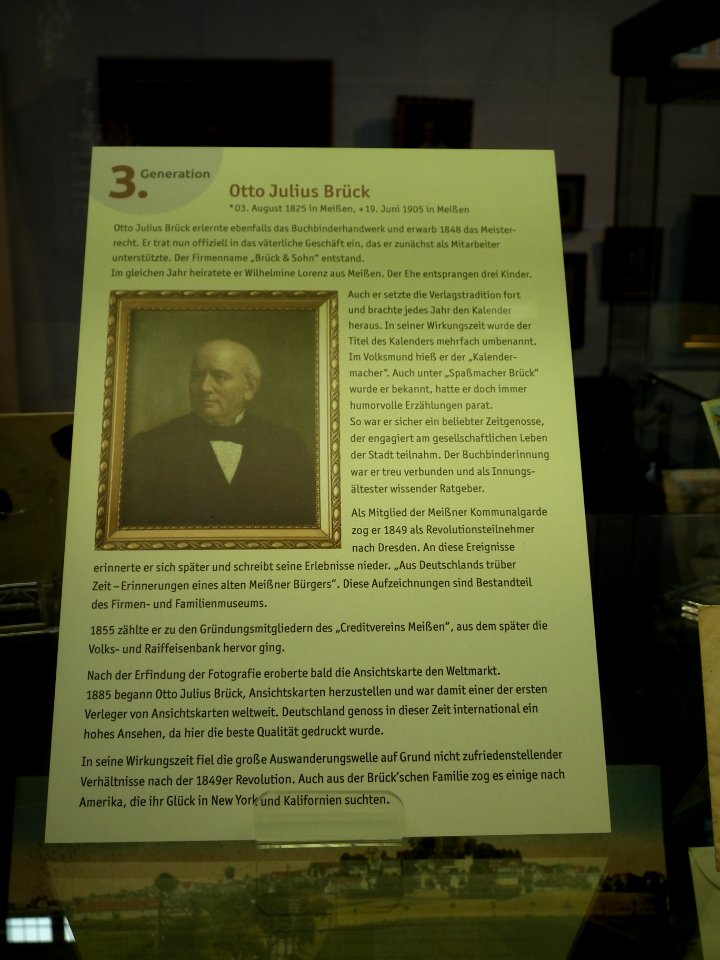 3. Generation
Otto Julius Brück
*03. August 1825 in Meißen, +19. Juni 1905 in Meißen
Otto Julius Brück erlernte ebenfalls das Buchbinderhandwerk und erwarb 1848 das Meister-
recht. Er trat nun offiziell in das väterliche Geschäft ein, das er zunächst als Mitarbeiter
unterstützte. Der Firmenname „Brück & Sohn" entstand.
Im gleichen Jahr heiratete er Wilhelmine Lorenz aus Meißen. Der Ehe entsprangen drei Kinder.
Auch er setzte die Verlagstradition fort
und brachte jedes Jahr den Kalender
heraus. In seiner Wirkungszeit wurde der
Titel des Kalenders mehrfach umbenannt.
Im Volksmund hieß er der „Kalender-
macher". Auch unter „Spaßmacher Brück"
wurde er bekannt, hatte er doch immer
humorvolle Erzählungen parat.
So war er sicher ein beliebter Zeitgenosse,
der engagiert am gesellschaftlichen Leben
der Stadt teilnahm. Der Buchbinderinnung
war er treu verbunden und als Innungs-
ältester wissender Ratgeber.
Als Mitglied der Meißner Kommunalgarde
zog er 1849 als Revolutionsteilnehmer
nach Dresden. An diese Ereignisse
erinnerte er sich später und schreibt seine Erlebnisse nieder. „Aus Deutschlands trüber
Zeit – Erinnerungen eines alten Meißner Bürgers". Diese Aufzeichnungen sind Bestandteil
des Firmen- und Familienmuseums.
1855 zählte er zu den Gründungsmitgliedern des „Creditvereins Meißen", aus dem später die
Volks- und Raiffeisenbank hervor ging.
Nach der Erfindung der Fotografie eroberte bald die Ansichtskarte den Weltmarkt.
1885 begann Otto Julius Brück, Ansichtskarten herzustellen und war damit einer der ersten
Verleger von Ansichtskarten weltweit. Deutschland genoss in dieser Zeit international ein
hohes Ansehen, da hier die beste Qualität gedruckt wurde.
In seine Wirkungszeit fiel die große Auswanderungswelle auf Grund nicht zufriedenstellender
Verhältnisse nach der 1849er Revolution. Auch aus der Brück'schen Familie zog es einige nach
Amerika, die ihr Glück in New York und Kalifornien suchten.